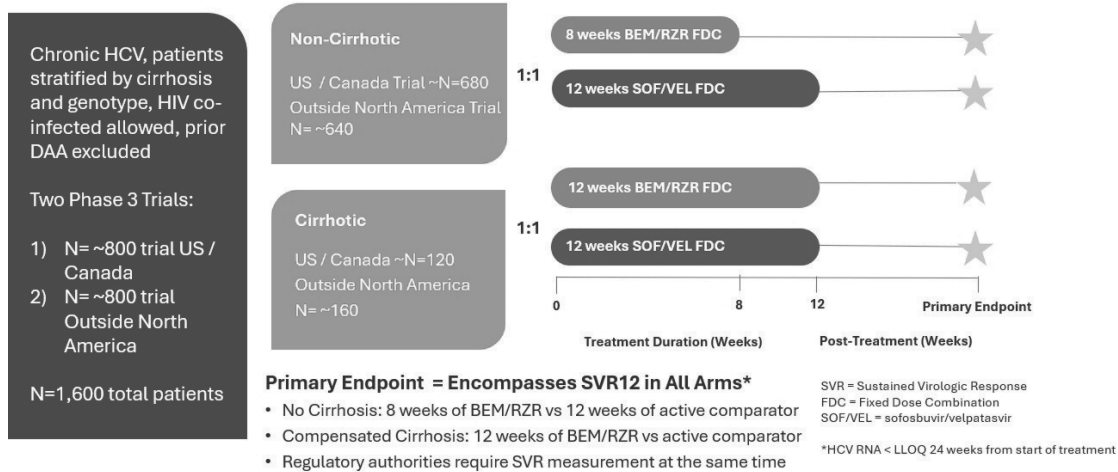 Chronic HCV, patients
stratified by cirrhosis
and genotype, HIV co-
infected allowed, prior
DAA excluded
Two Phase 3 Trials:
1) N= ~800 trial US /
Canada
2) N= ~800 trial
Outside North
America
N=1,600 total patients
Non-Cirrhotic
US / Canada Trial ~N=680
Outside North America Trial
N= ~640
1:1
8 weeks BEM/RZR FDC
12 weeks SOF/VEL FDC
Cirrhotic
US / Canada ~N=120
Outside North America
N= ~160
1:1
12 weeks BEM/RZR FDC
12 weeks SOF/VEL FDC
0 8 12 Primary Endpoint
Treatment Duration (Weeks) Post-Treatment (Weeks)
Primary Endpoint = Encompasses SVR12 in All Arms*
• No Cirrhosis: 8 weeks of BEM/RZR vs 12 weeks of active comparator
• Compensated Cirrhosis: 12 weeks of BEM/RZR vs active comparator
• Regulatory authorities require SVR measurement at the same time
SVR = Sustained Virologic Response
FDC = Fixed Dose Combination
SOF/VEL = sofosbuvir/velpatasvir
*HCV RNA < LLOQ 24 weeks from start of treatment